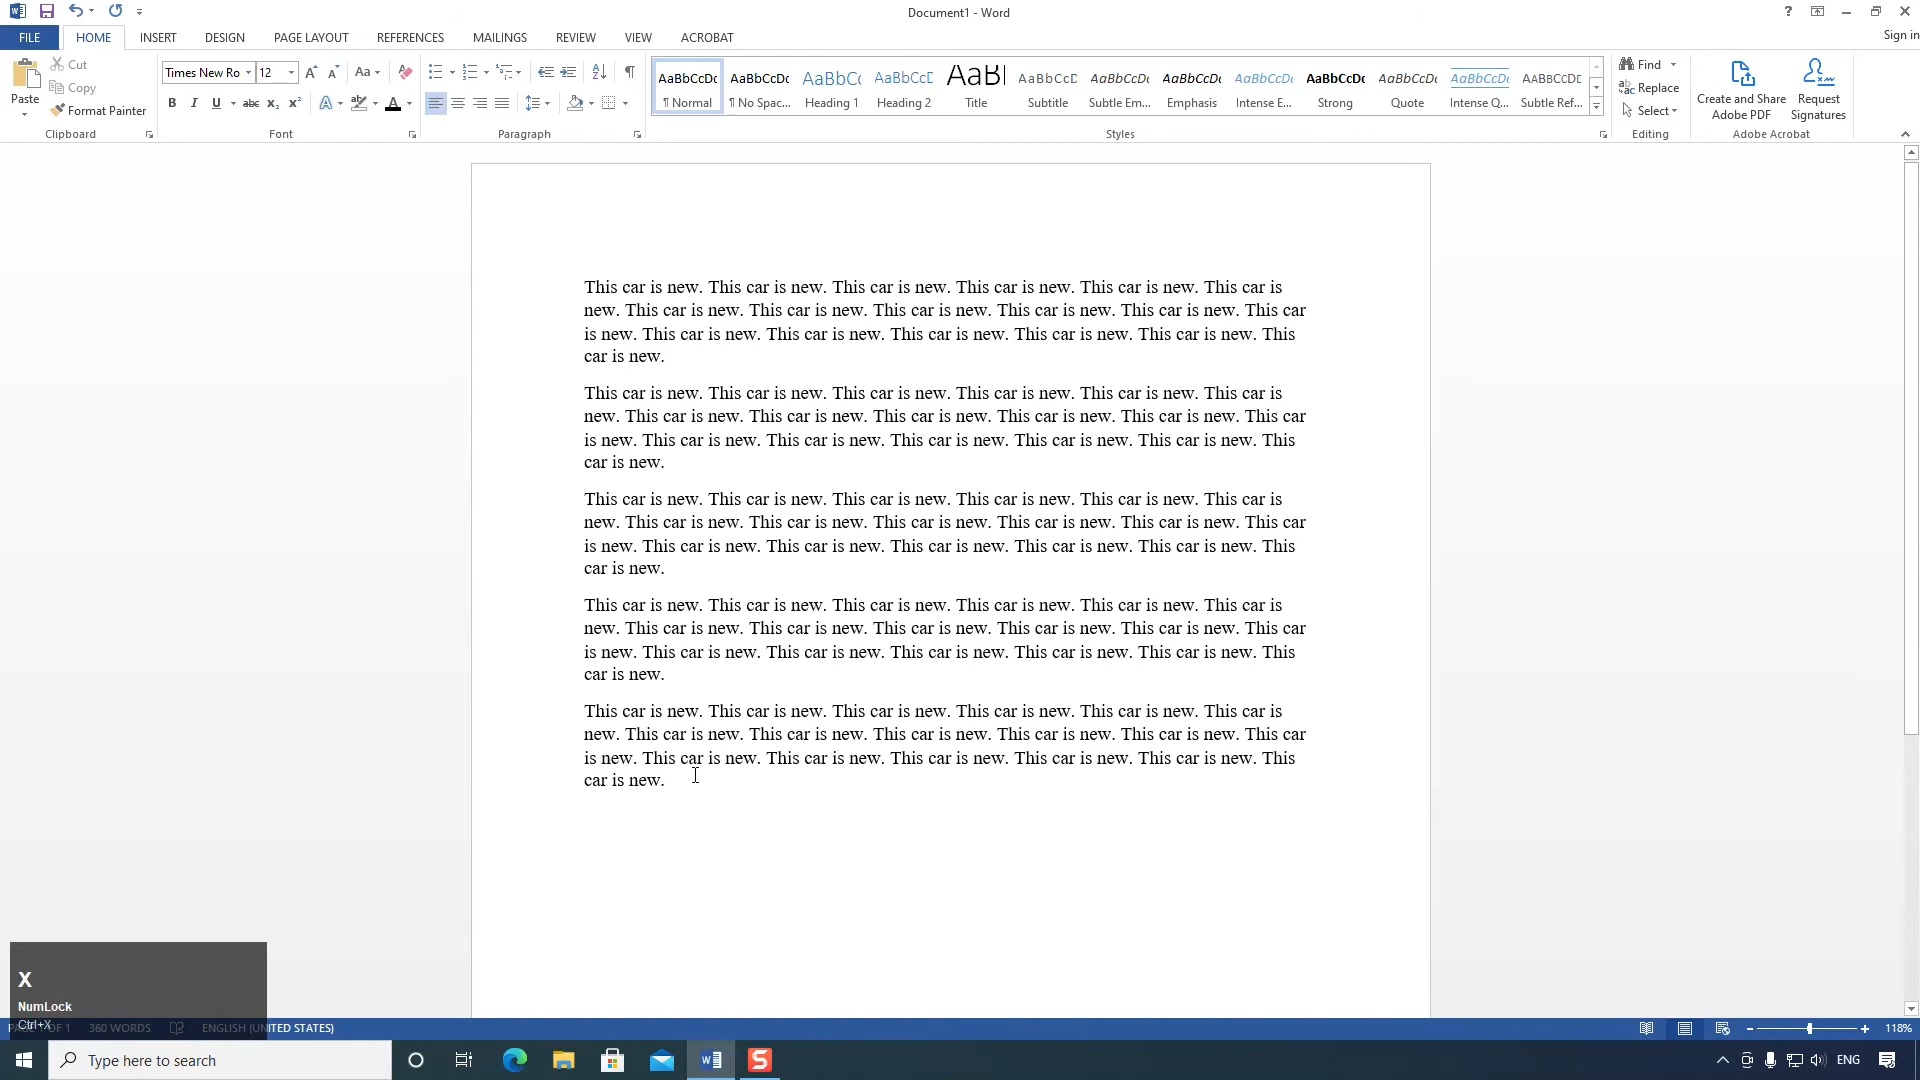 Document1 - Word
Sign in
FILE HOME INSERT DESIGN PAGE LAYOUT REFERENCES MAILINGS REVIEW VIEW ACROBAT
Paste
Cut
Copy
Format Painter
Clipboard
Times New Ro 12
Font
Paragraph
AaBbCcDc AaBbCcDc AaBbCc AaBbCcD AaBl AaBbCcD AaBbCcDc AaBbCcDc AaBbCcDc AaBbCcDc AaBbCcDc AaBbCcDc AaBbCcDc
¶ Normal ¶ No Spac... Heading 1 Heading 2 Title Subtitle Subtle Em... Emphasis Intense E... Strong Quote Intense Q... Subtle Ref...
Styles
Find
Replace
Select
Editing
Create and Share
Adobe PDF
Request
Signatures
Adobe Acrobat
This car is new. This car is new. This car is new. This car is new. This car is new. This car is
new. This car is new. This car is new. This car is new. This car is new. This car is new. This car
is new. This car is new. This car is new. This car is new. This car is new. This car is new. This
car is new.
This car is new. This car is new. This car is new. This car is new. This car is new. This car is
new. This car is new. This car is new. This car is new. This car is new. This car is new. This car
is new. This car is new. This car is new. This car is new. This car is new. This car is new. This
car is new.
This car is new. This car is new. This car is new. This car is new. This car is new. This car is
new. This car is new. This car is new. This car is new. This car is new. This car is new. This car
is new. This car is new. This car is new. This car is new. This car is new. This car is new. This
car is new.
This car is new. This car is new. This car is new. This car is new. This car is new. This car is
new. This car is new. This car is new. This car is new. This car is new. This car is new. This car
is new. This car is new. This car is new. This car is new. This car is new. This car is new. This
car is new.
This car is new. This car is new. This car is new. This car is new. This car is new. This car is
new. This car is new. This car is new. This car is new. This car is new. This car is new. This car
is new. This car is new. This car is new. This car is new. This car is new. This car is new. This
car is new.
X
NumLock
Ctrl+X
PAGE 1 OF 1 360 WORDS ENGLISH (UNITED STATES)
118%
Type here to search
ENG